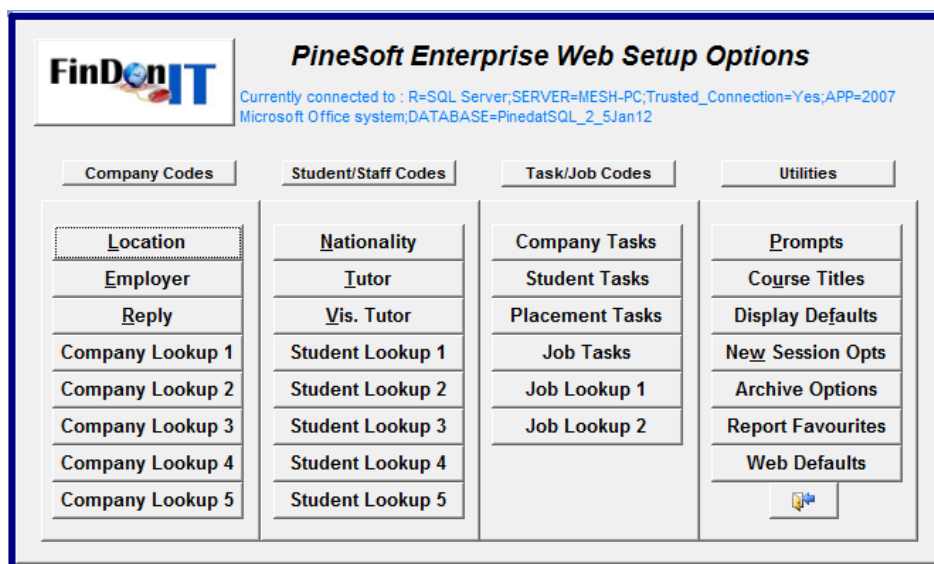 FinDonIT
PineSoft Enterprise Web Setup Options
Currently connected to : R=SQL Server;SERVER=MESH-PC;Trusted_Connection=Yes;APP=2007
Microsoft Office system;DATABASE=PinedatSQL_2_5Jan12
Company Codes
Student/Staff Codes
Task/Job Codes
Utilities
Location
Employer
Reply
Company Lookup 1
Company Lookup 2
Company Lookup 3
Company Lookup 4
Company Lookup 5
Nationality
Tutor
Vis. Tutor
Student Lookup 1
Student Lookup 2
Student Lookup 3
Student Lookup 4
Student Lookup 5
Company Tasks
Student Tasks
Placement Tasks
Job Tasks
Job Lookup 1
Job Lookup 2
Prompts
Course Titles
Display Defaults
New Session Opts
Archive Options
Report Favourites
Web Defaults